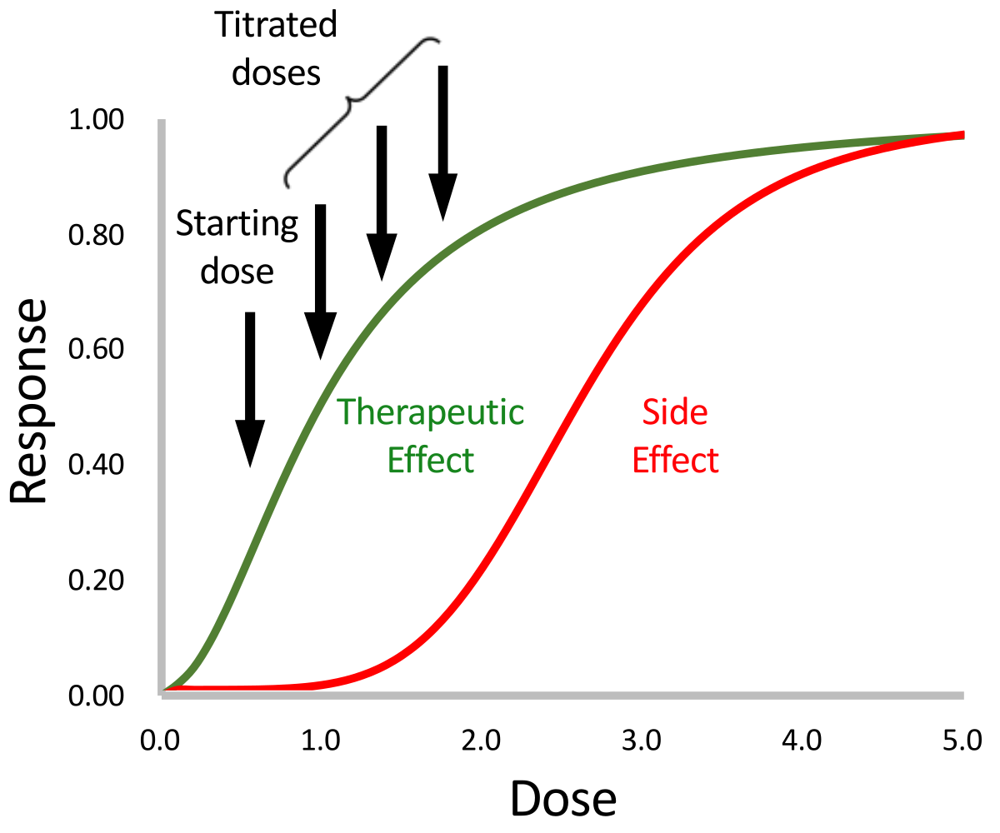 Titrated
doses
1.00
Starting
dose
0.80
0.60
Therapeutic
Effect
Side
Effect
0.40
0.20
0.00
Response
0.0 1.0 2.0 3.0 4.0 5.0
Dose